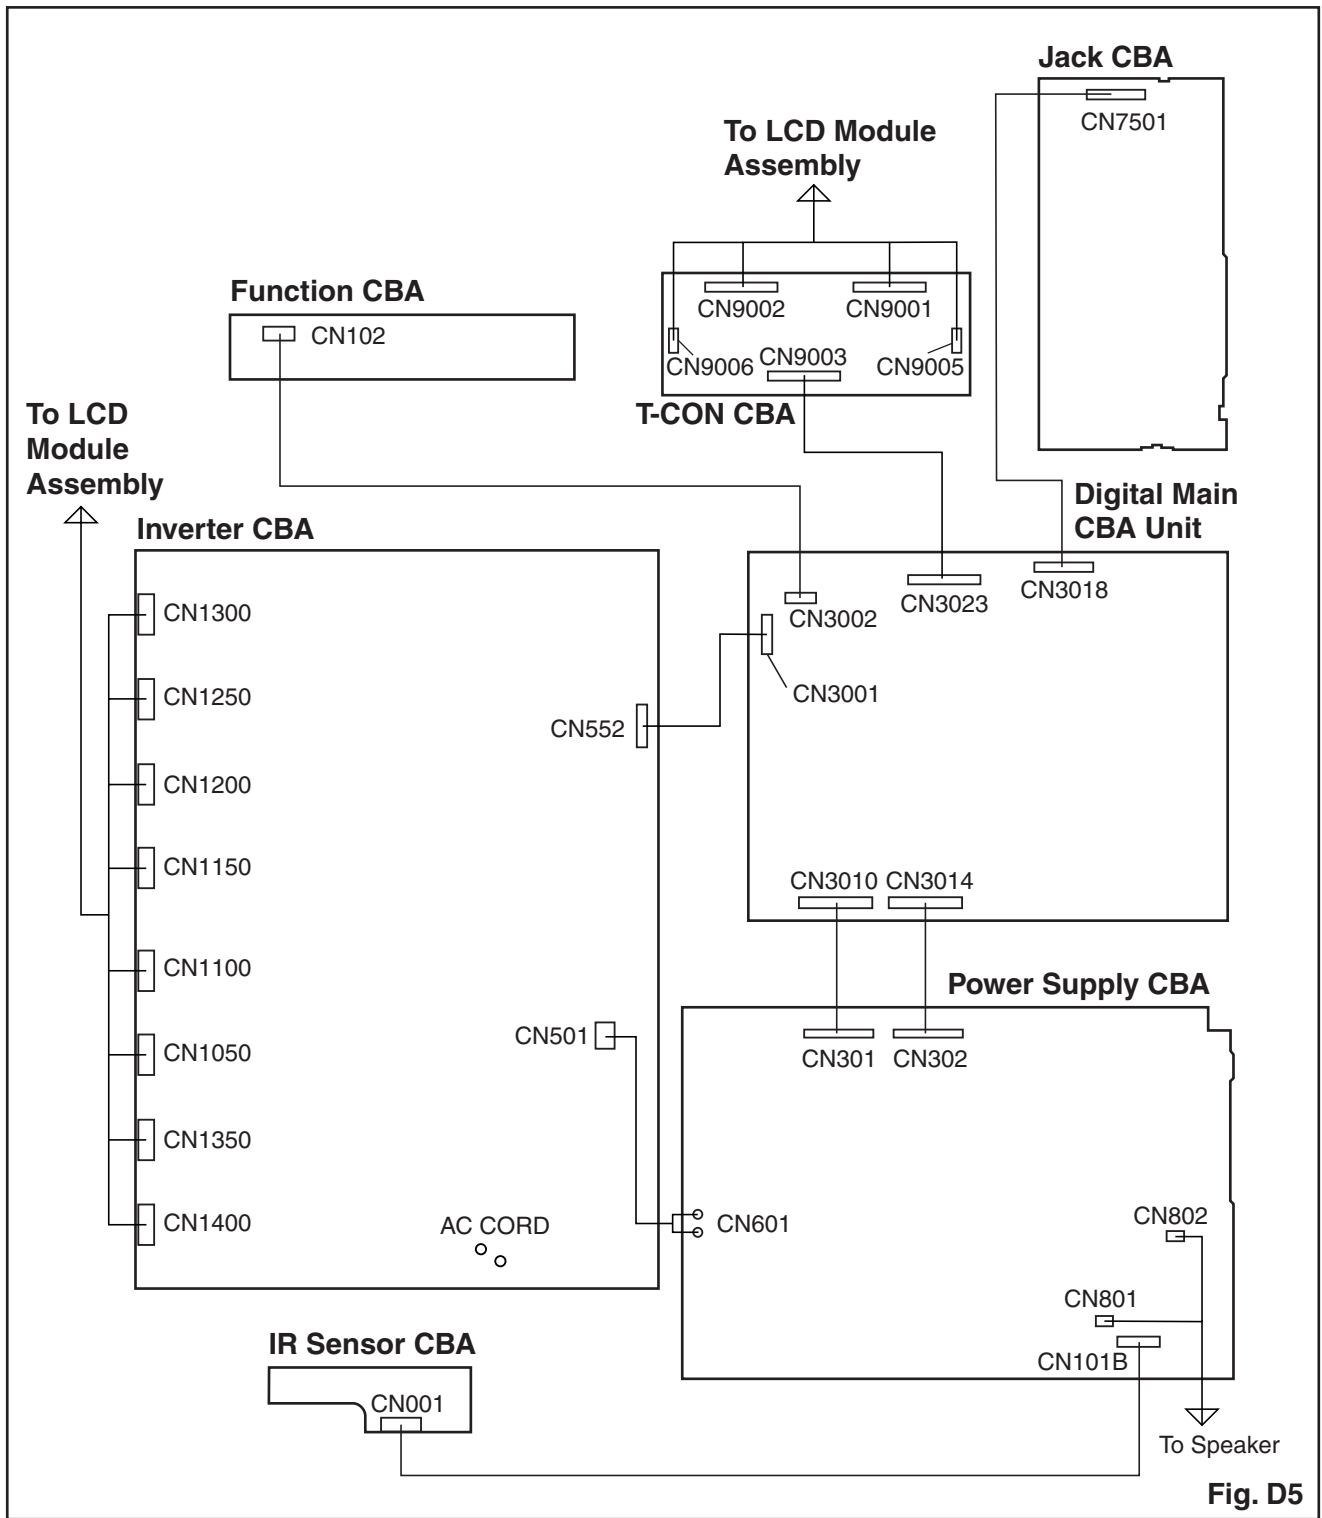 Jack CBA
CN7501
To LCD Module
Assembly
Function CBA
CN102
CN9002
CN9001
CN9006
CN9003
CN9005
T-CON CBA
To LCD
Module
Assembly
Digital Main
CBA Unit
Inverter CBA
CN1300
CN1250
CN1200
CN1150
CN1100
CN1050
CN1350
CN1400
CN552
CN501
AC CORD
CN3002
CN3023
CN3018
CN3001
CN3010
CN3014
Power Supply CBA
CN301
CN302
CN601
CN802
CN801
CN101B
IR Sensor CBA
CN001
To Speaker
Fig. D5